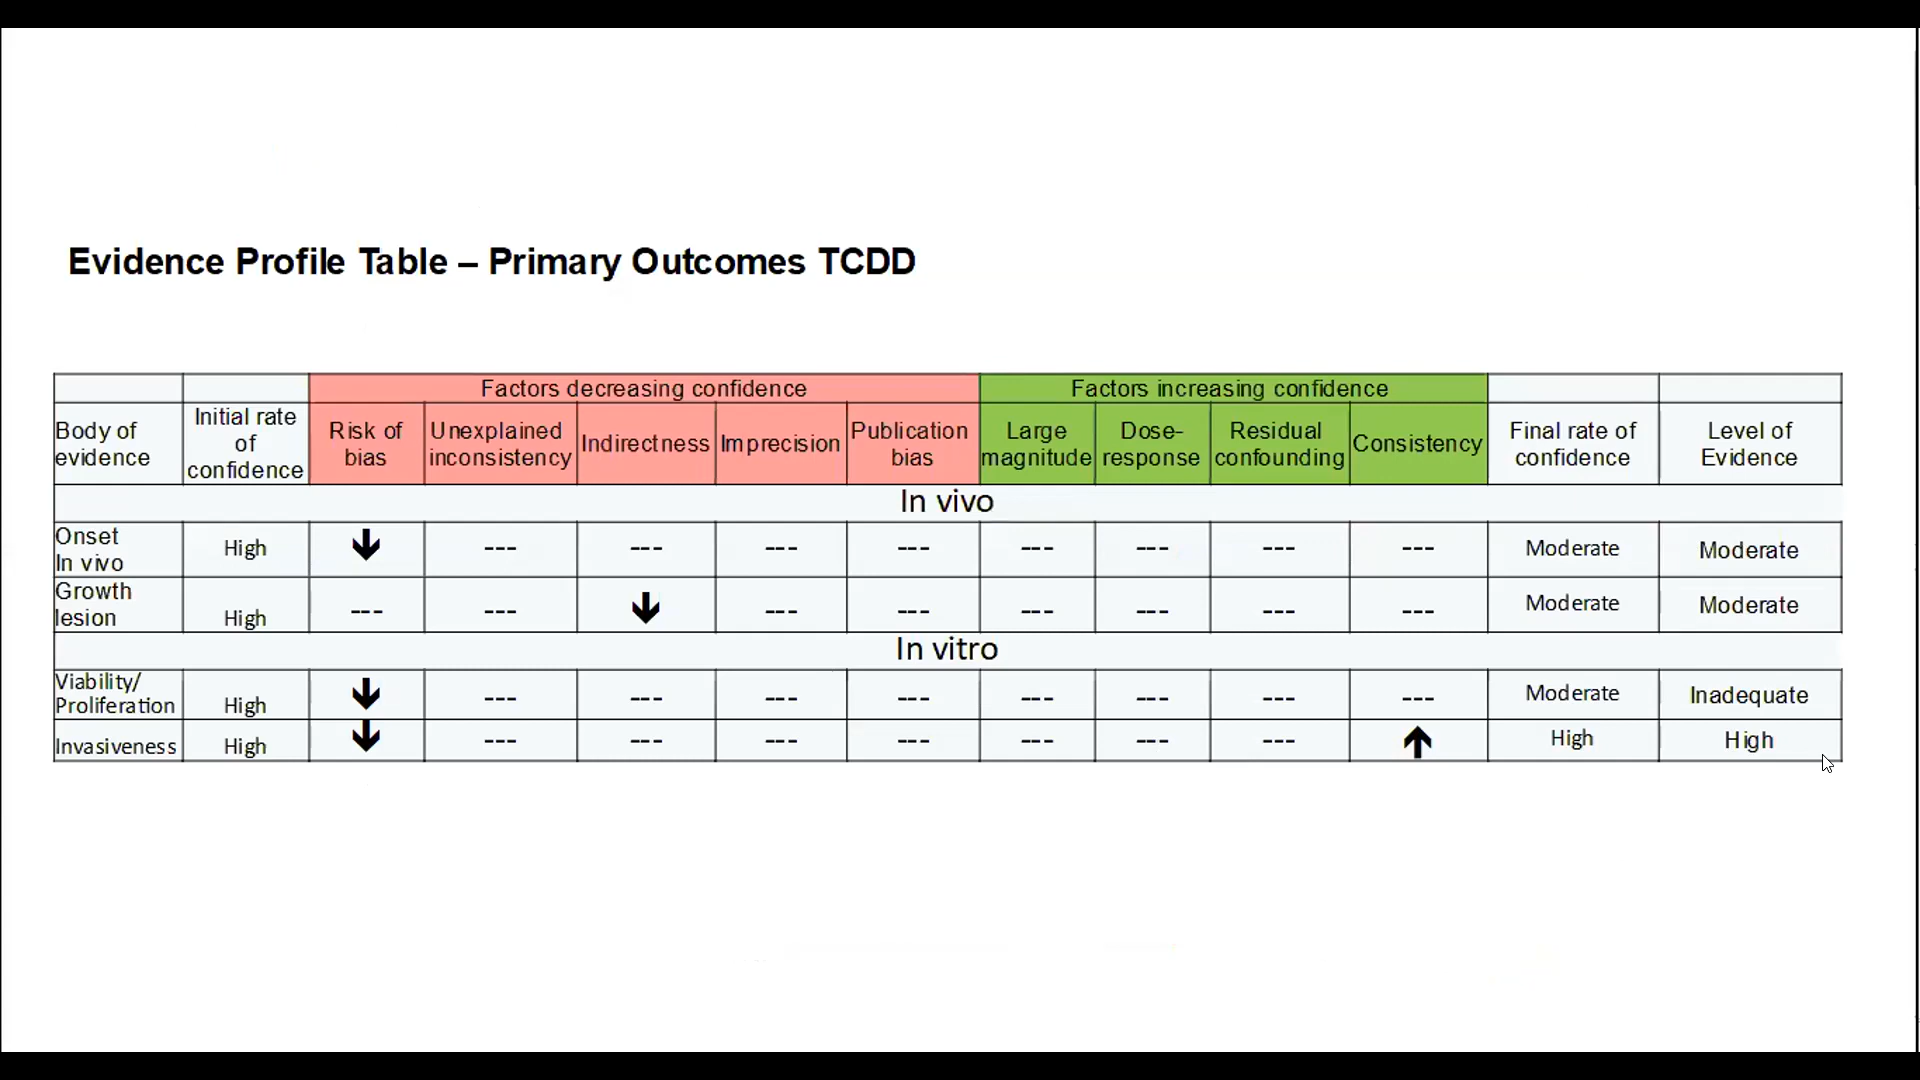 Evidence Profile Table – Primary Outcomes TCDD
Factors decreasing confidence Factors increasing confidence
Body of evidence Initial rate of confidence Risk of bias Unexplained inconsistency Indirectness Imprecision Publication bias Large magnitude Dose-response Residual confounding Consistency Final rate of confidence Level of Evidence
In vivo
Onset In vivo High 🡻 --- --- --- --- --- --- --- --- Moderate Moderate
Growth lesion High --- --- 🡻 --- --- --- --- --- --- Moderate Moderate
In vitro
Viability/ Proliferation High 🡻 --- --- --- --- --- --- --- --- Moderate Inadequate
Invasiveness High 🡻 --- --- --- --- --- --- --- 🡹 High High